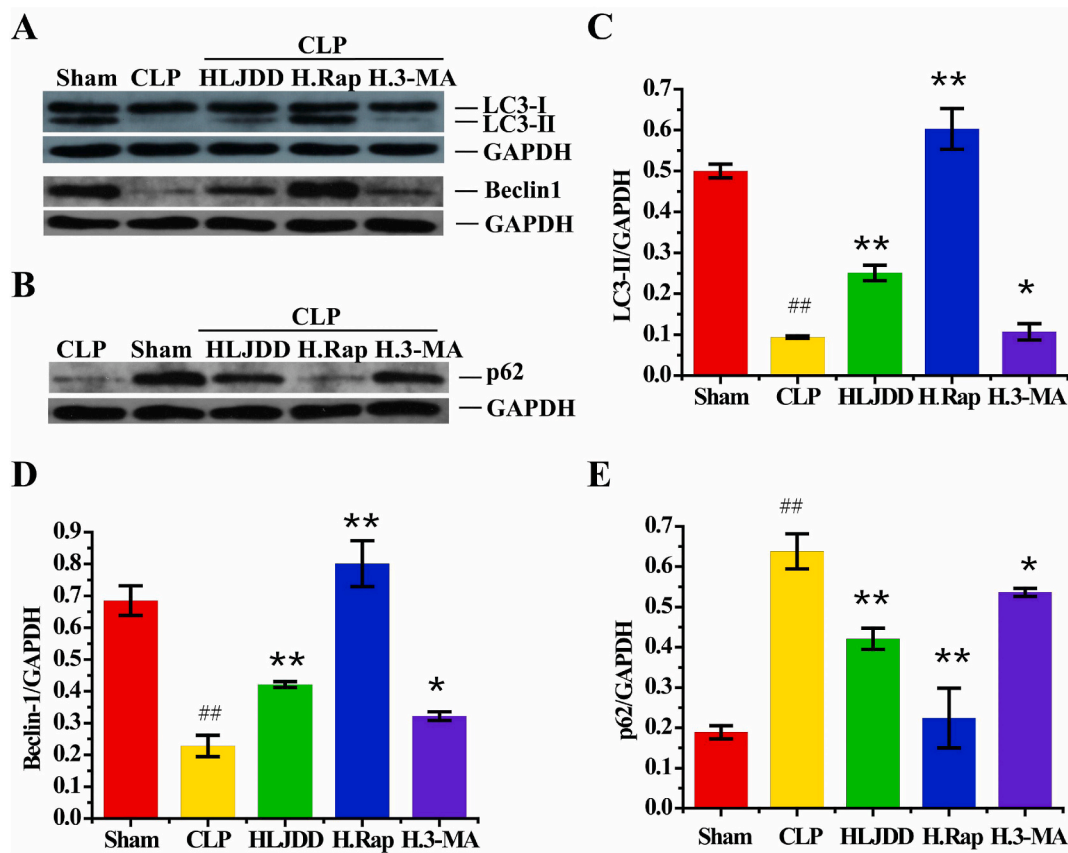 A
CLP
Sham CLP HLJDD H.Rap H.3-MA
LC3-I
LC3-II
GAPDH
Beclin1
GAPDH
B
CLP
CLP Sham HLJDD H.Rap H.3-MA
p62
GAPDH
C
LC3-II/GAPDH
0.7
0.6
0.5
0.4
0.3
0.2
0.1
0.0
##
**
**
*
Sham CLP HLJDD H.Rap H.3-MA
D
Beclin-1/GAPDH
0.9
0.8
0.7
0.6
0.5
0.4
0.3
0.2
0.1
0.0
##
**
**
*
Sham CLP HLJDD H.Rap H.3-MA
E
p62/GAPDH
0.7
0.6
0.5
0.4
0.3
0.2
0.1
0.0
##
**
**
*
Sham CLP HLJDD H.Rap H.3-MA